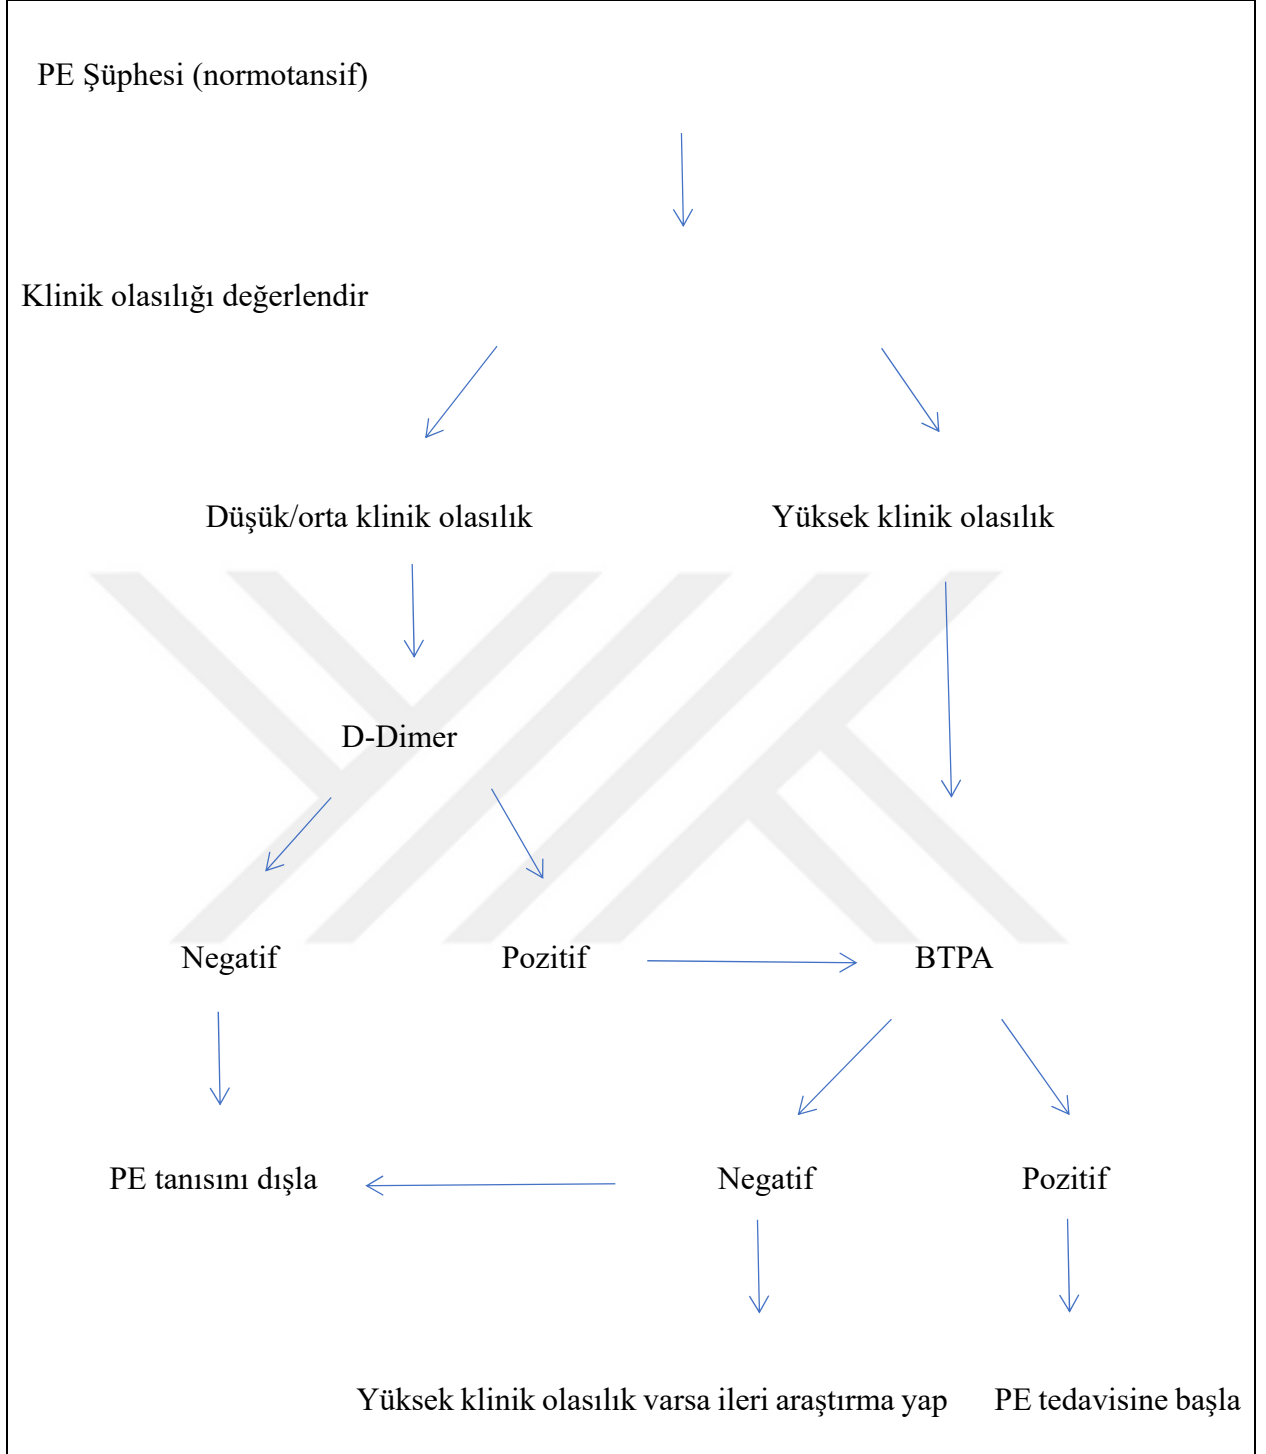 PE Şüphesi (normotansif)
Klinik olasılığı değerlendir
Düşük/orta klinik olasılık Yüksek klinik olasılık
D-Dimer
Negatif Pozitif BTPA
PE tanısını dışla Negatif Pozitif
Yüksek klinik olasılık varsa ileri araştırma yap PE tedavisine başla